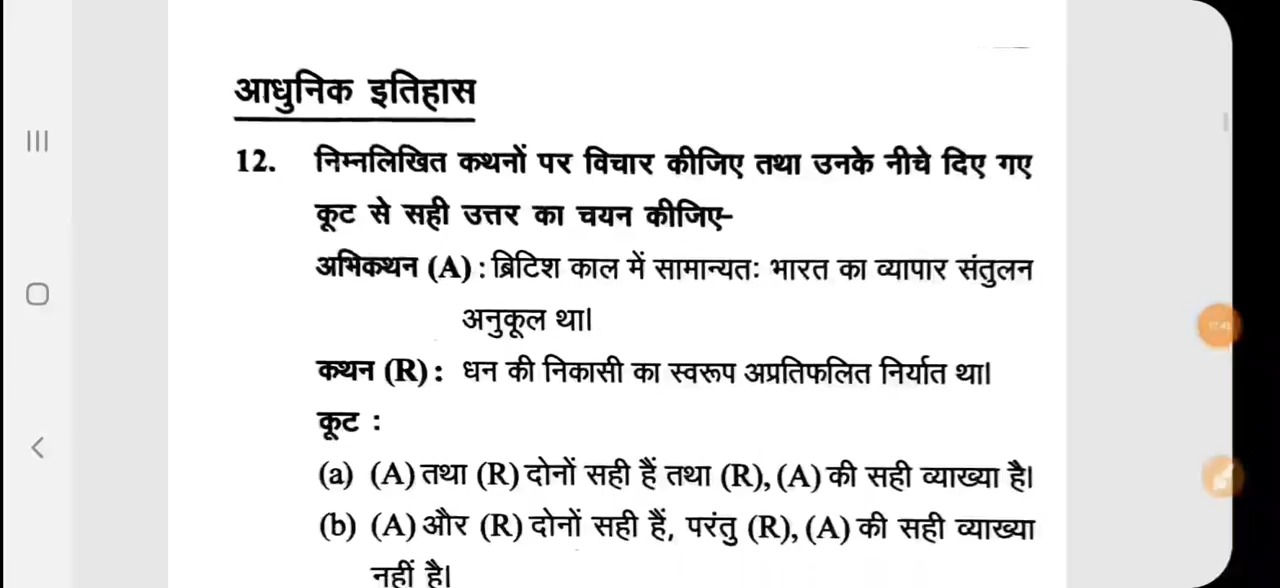 आधुनिक इतिहास
12. निम्नलिखित कथनों पर विचार कीजिए तथा उनके नीचे दिए गए
कूट से सही उत्तर का चयन कीजिए-
अभिकथन (A) : ब्रिटिश काल में सामान्यतः भारत का व्यापार संतुलन
अनुकूल था।
कथन (R) : धन की निकासी का स्वरूप अप्रतिफलित निर्यात था।
कूट :
(a) (A) तथा (R) दोनों सही हैं तथा (R), (A) की सही व्याख्या है।
(b) (A) और (R) दोनों सही हैं, परंतु (R), (A) की सही व्याख्या
नहीं है।